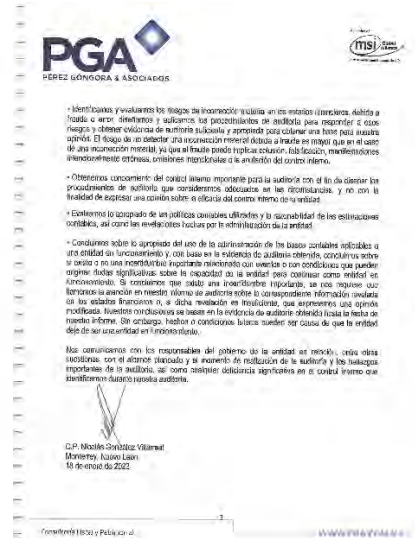 PGA
PÉREZ GÓNGORA & ASOCIADOS
msi Global Alliance
• Identificamos y evaluamos los riesgos de incorrección material en los estados financieros, debida a
fraude o error, diseñamos y aplicamos los procedimientos de auditoría para responder a esos
riesgos y obtener evidencia de auditoría suficiente y apropiada para obtener una base para nuestra
opinión. El riesgo de no detectar una incorrección material debida a fraude es mayor que en el caso
de una incorrección material, ya que el fraude puede implicar colusión, falsificación, manifestaciones
intencionalmente erróneas, omisiones intencionales o la anulación del control interno.
• Obtenemos conocimiento del control interno importante para la auditoría con el fin de diseñar los
procedimientos de auditoría que consideramos adecuados en las circunstancias, y no con la
finalidad de expresar una opinión sobre la eficacia del control interno de la entidad.
• Evaluamos lo apropiado de las políticas contables utilizadas y la razonabilidad de las estimaciones
contables, así como las revelaciones hechas por la administración de la entidad.
• Concluimos sobre lo apropiado del uso de la administración de las bases contables aplicables a
una entidad en funcionamiento y, con base en la evidencia de auditoría obtenida, concluimos sobre
si existe o no una incertidumbre importante relacionada con eventos o con condiciones que pueden
originar dudas significativas sobre la capacidad de la entidad para continuar como entidad en
funcionamiento. Si concluimos que existe una incertidumbre importante, se nos requiere que
llamemos la atención en nuestro informe de auditoría sobre la correspondiente información revelada
en los estados financieros o, si dicha revelación es insuficiente, que expresemos una opinión
modificada. Nuestras conclusiones se basan en la evidencia de auditoría obtenida hasta la fecha de
nuestro informe. Sin embargo, hechos o condiciones futuros pueden ser causa de que la entidad
deje de ser una entidad en funcionamiento.
Nos comunicamos con los responsables del gobierno de la entidad en relación, entre otras
cuestiones, con el alcance planeado y el momento de realización de la auditoría y los hallazgos
importantes de la auditoría, así como cualquier deficiencia significativa en el control interno que
identificamos durante nuestra auditoría.
C.P. Nicolás González Villarreal
Monterrey, Nuevo León
18 de enero de 2023
Consultoría Fiscal y Patrimonial